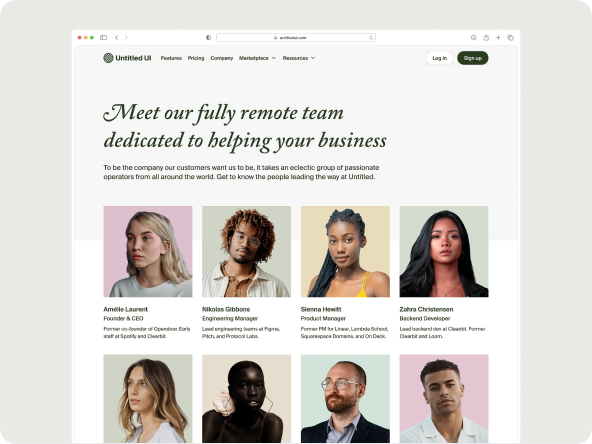 untitledui.com
Untitled UI
Features
Pricing
Company
Marketplace
Resources
Log in
Sign up
Meet our fully remote team
dedicated to helping your business
To be the company our customers want us to be, it takes an eclectic group of passionate
operators from all around the world. Get to know the people leading the way at Untitled.
Amélie Laurent
Founder & CEO
Former co-founder of Opendoor. Early
staff at Spotify and Clearbit.
Nikolas Gibbons
Engineering Manager
Lead engineering teams at Figma,
Pitch, and Protocol Labs.
Sienna Hewitt
Product Manager
Former PM for Linear, Lambda School,
Squarespace Domains, and On Deck.
Zahra Christensen
Backend Developer
Lead backend dev at Clearbit. Former
Clearbit and Loom.